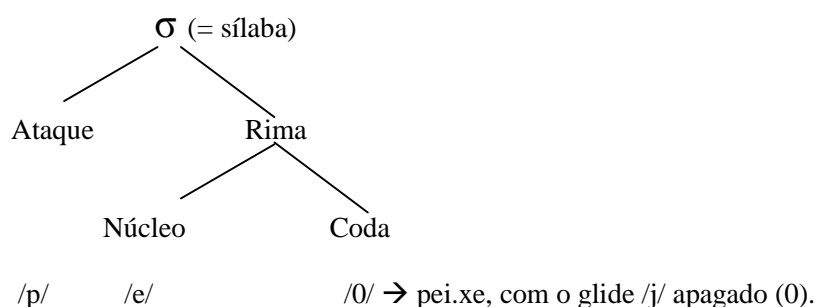 σ (= sílaba)
Ataque Rima
Núcleo Coda
/p/ /e/ /0/ → pei.xe, com o glide /j/ apagado (0).